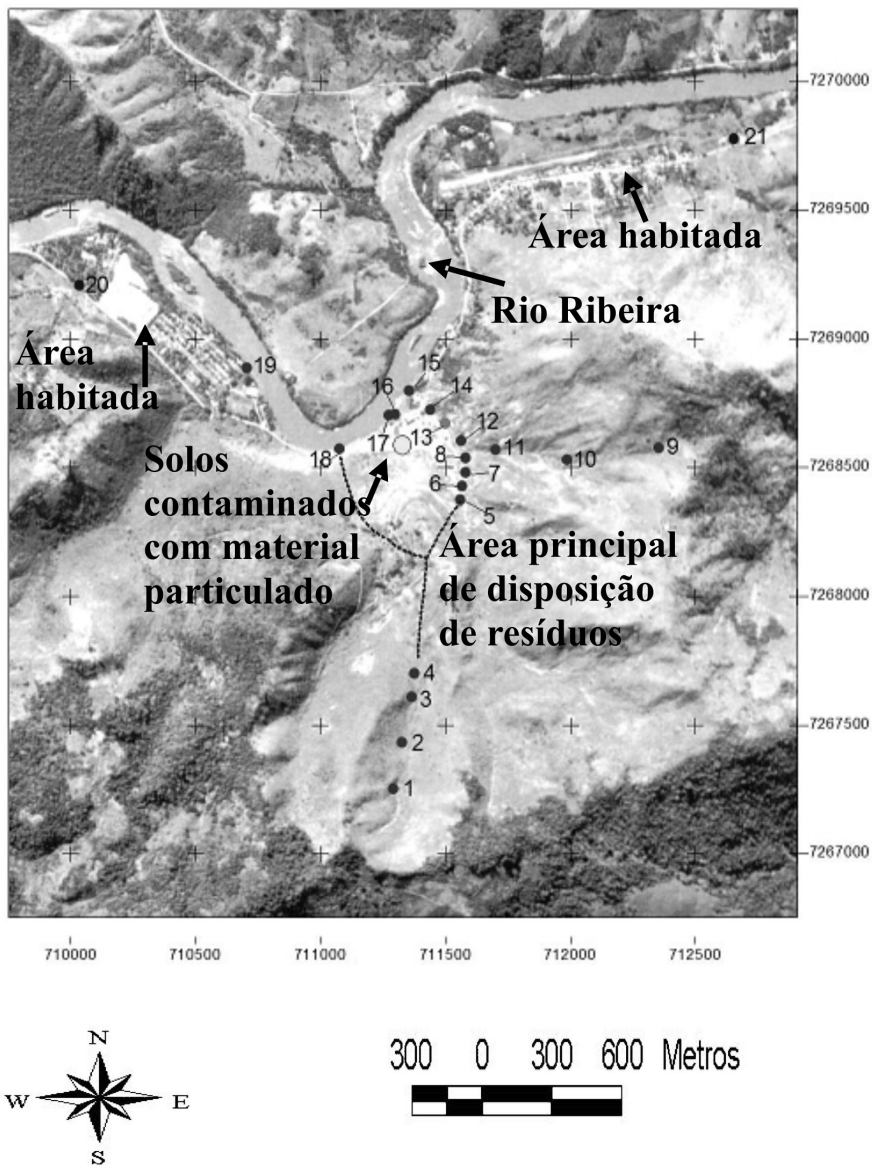 7270000
21
7269500
Área habitada
20
Rio Ribeira
7269000
Área
habitada
19
15
16
14
12
17
13
11
9
18
8
10
7268500
Solos
contaminados
com material
particulado
7
6
5
Área principal
de disposição
de resíduos
7268000
4
3
7267500
2
1
7267000
710000 710500 711000 711500 712000 712500
N
W E
S
300 0 300 600 Metros